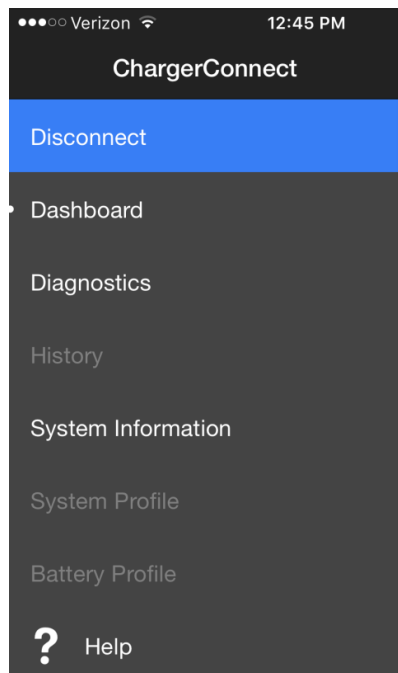 Verizon 12:45 PM
ChargerConnect
Disconnect
Dashboard
Diagnostics
History
System Information
System Profile
Battery Profile
? Help